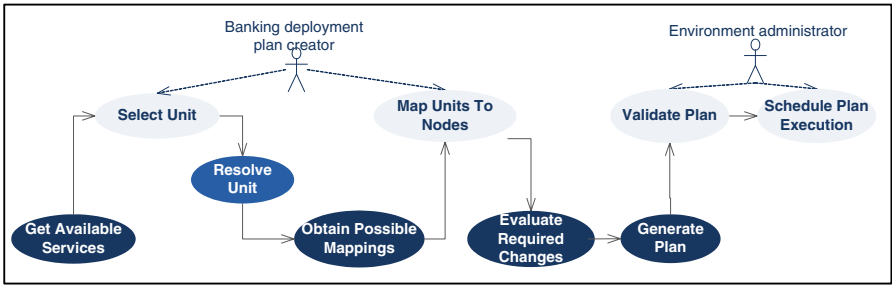 Banking deployment
plan creator
Environment administrator
Select Unit
Map Units To
Nodes
Validate Plan
Schedule Plan
Execution
Resolve
Unit
Get Available
Services
Obtain Possible
Mappings
Evaluate
Required
Changes
Generate
Plan